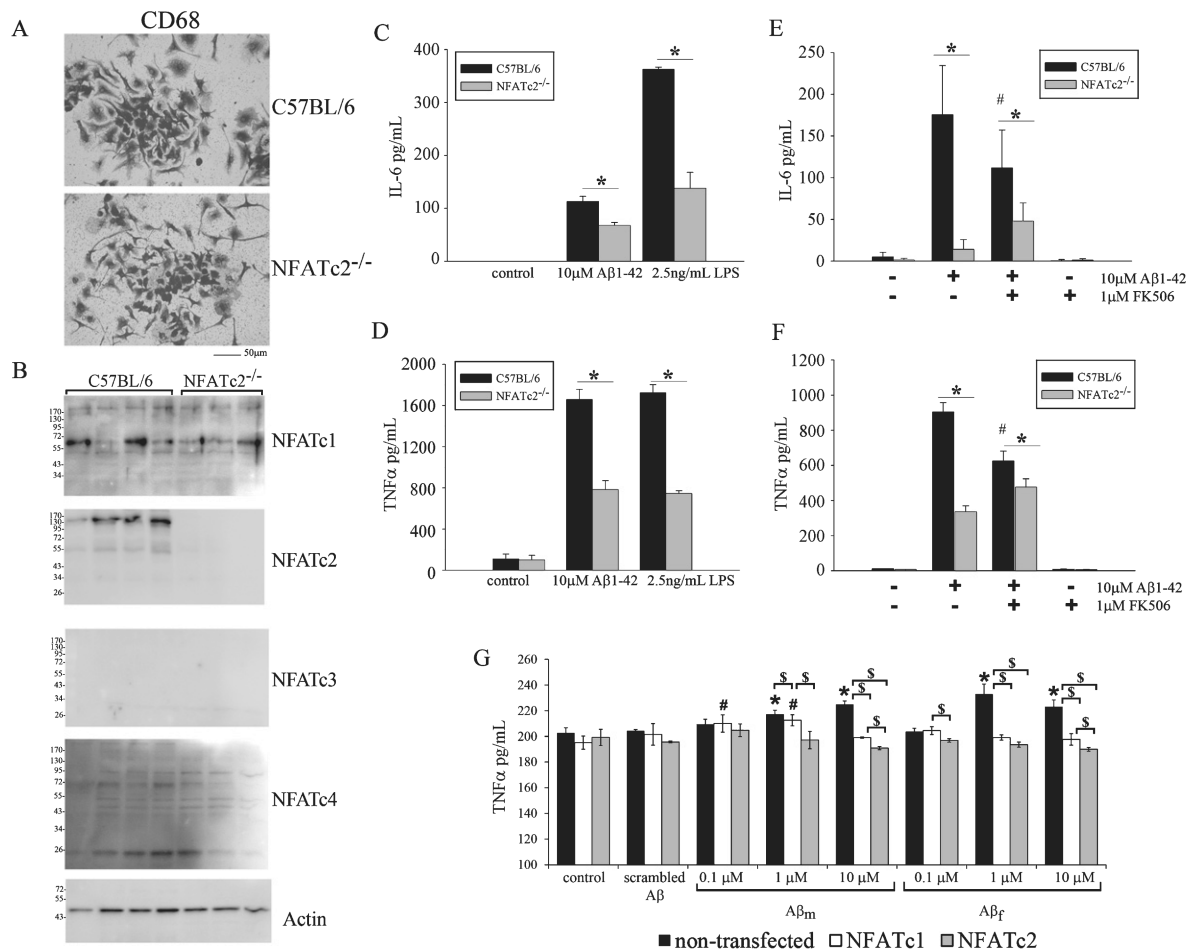 A
CD68
C57BL/6
NFATc2-/-
50µm
B
C57BL/6 NFATc2-/-
170
130
95
72
55
43
34
NFATc1
170
130
95
72
55
43
34
26
NFATc2
170
130
95
72
55
43
34
26
NFATc3
170
130
95
72
55
43
34
26
NFATc4
72
55
43
Actin
C
IL-6 pg/mL
400
300
200
100
0
C57BL/6
NFATc2-/-
*
*
control 10µM Aβ1-42 2.5ng/mL LPS
D
TNFα pg/mL
2000
1600
1200
800
400
0
C57BL/6
NFATc2-/-
*
*
control 10µM Aβ1-42 2.5ng/mL LPS
E
IL-6 pg/mL
250
200
150
100
50
0
C57BL/6
NFATc2-/-
*
#
*
- + + - 10µM Aβ1-42
- - + + 1µM FK506
F
TNFα pg/mL
1200
1000
800
600
400
200
0
C57BL/6
NFATc2-/-
*
#
*
- + + - 10µM Aβ1-42
- - + + 1µM FK506
G
TNFα pg/mL
260
240
220
200
180
160
140
120
100
# * $ # $ * $ $ $ $ * $ $ * $ $ $
control scrambled Aβ 0.1 µM 1 µM 10 µM 0.1 µM 1 µM 10 µM
Aβm Aβf
non-transfected NFATc1 NFATc2